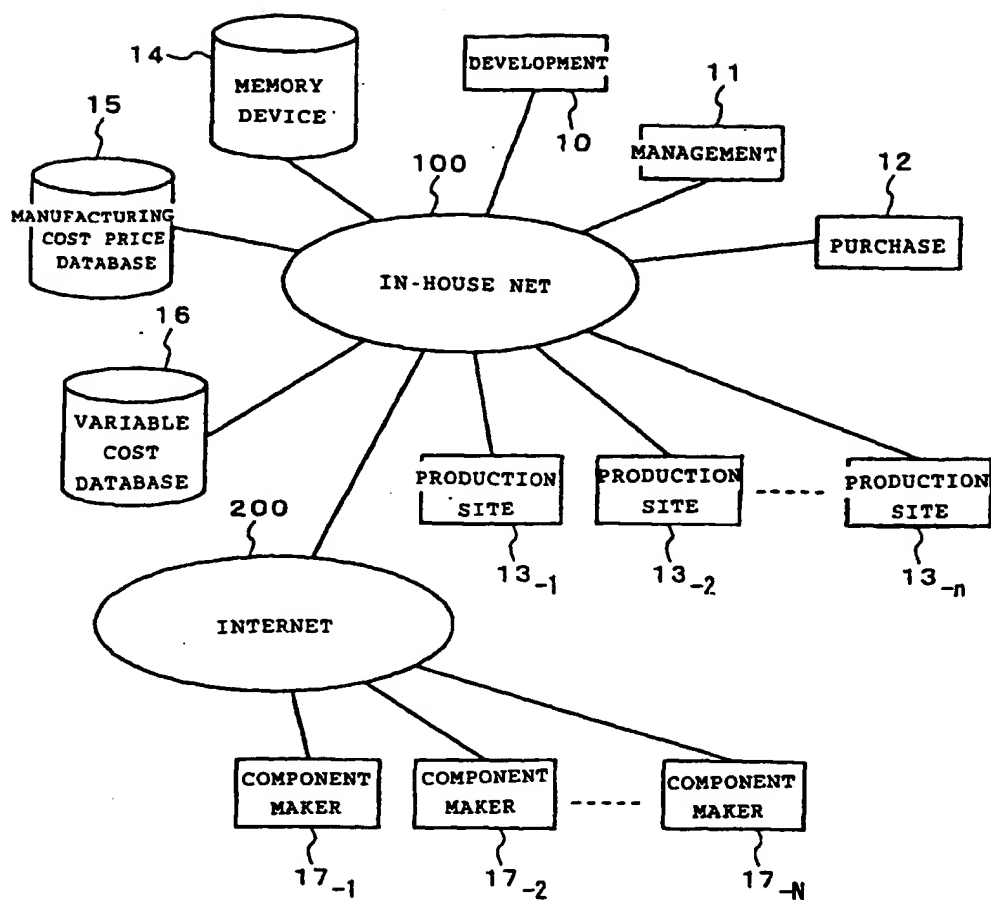 14
MEMORY
DEVICE
DEVELOPMENT
10
11
MANAGEMENT
15
MANUFACTURING
COST PRICE
DATABASE
100
IN-HOUSE NET
12
PURCHASE
16
VARIABLE
COST
DATABASE
PRODUCTION
SITE
13-1
PRODUCTION
SITE
13-2
PRODUCTION
SITE
13-n
200
INTERNET
COMPONENT
MAKER
17-1
COMPONENT
MAKER
17-2
COMPONENT
MAKER
17-N